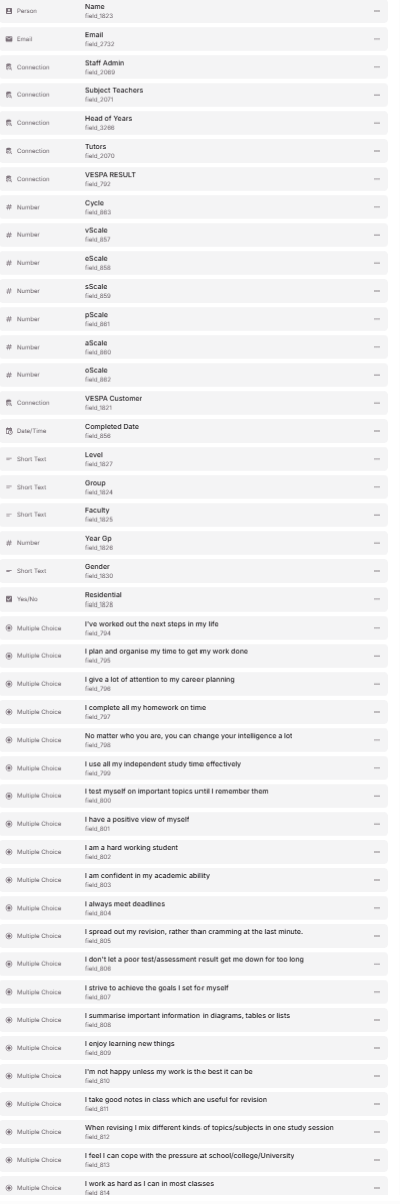 Person
Name
field_1823
Email
Email
field_2732
Connection
Staff Admin
field_2069
Connection
Subject Teachers
field_2071
Connection
Head of Years
field_3266
Connection
Tutors
field_2070
Connection
VESPA RESULT
field_792
Number
Cycle
field_863
Number
vScale
field_857
Number
eScale
field_858
Number
sScale
field_859
Number
pScale
field_861
Number
aScale
field_860
Number
oScale
field_862
Connection
VESPA Customer
field_1821
Date/Time
Completed Date
field_856
Short Text
Level
field_1827
Short Text
Group
field_1824
Short Text
Faculty
field_1825
Number
Year Gp
field_1826
Short Text
Gender
field_1830
Yes/No
Residential
field_1828
Multiple Choice
I've worked out the next steps in my life
field_794
Multiple Choice
I plan and organise my time to get my work done
field_795
Multiple Choice
I give a lot of attention to my career planning
field_796
Multiple Choice
I complete all my homework on time
field_797
Multiple Choice
No matter who you are, you can change your intelligence a lot
field_798
Multiple Choice
I use all my independent study time effectively
field_799
Multiple Choice
I test myself on important topics until I remember them
field_800
Multiple Choice
I have a positive view of myself
field_801
Multiple Choice
I am a hard working student
field_802
Multiple Choice
I am confident in my academic ability
field_803
Multiple Choice
I always meet deadlines
field_804
Multiple Choice
I spread out my revision, rather than cramming at the last minute.
field_805
Multiple Choice
I don't let a poor test/assessment result get me down for too long
field_806
Multiple Choice
I strive to achieve the goals I set for myself
field_807
Multiple Choice
I summarise important information in diagrams, tables or lists
field_808
Multiple Choice
I enjoy learning new things
field_809
Multiple Choice
I'm not happy unless my work is the best it can be
field_810
Multiple Choice
I take good notes in class which are useful for revision
field_811
Multiple Choice
When revising I mix different kinds of topics/subjects in one study session
field_812
Multiple Choice
I feel I can cope with the pressure at school/college/University
field_813
Multiple Choice
I work as hard as I can in most classes
field_814